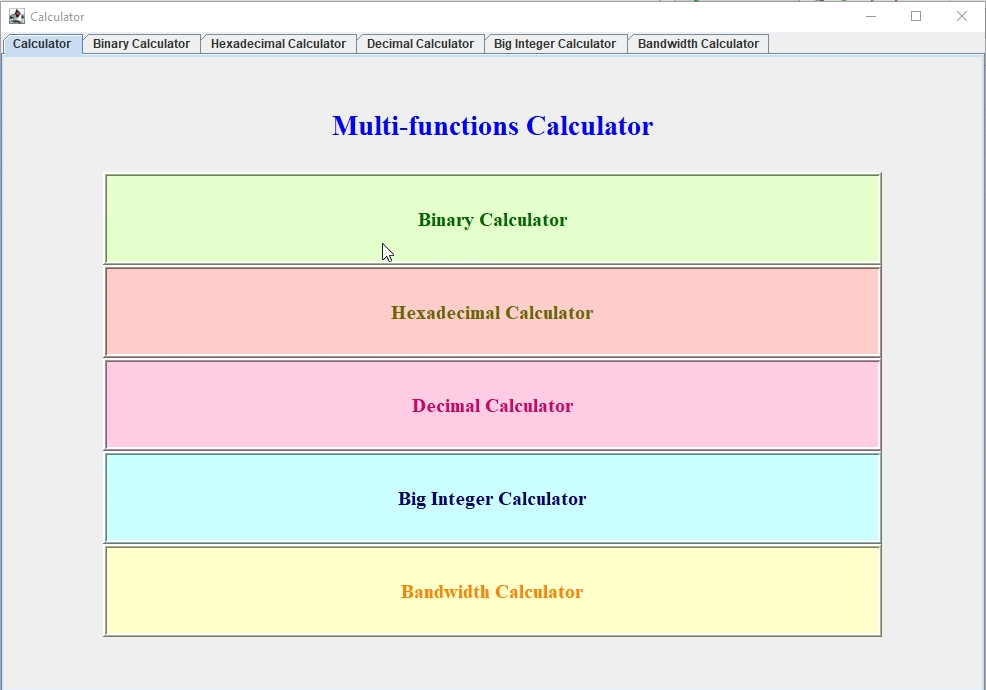 Calculator
Calculator Binary Calculator Hexadecimal Calculator Decimal Calculator Big Integer Calculator Bandwidth Calculator
Multi-functions Calculator
Binary Calculator
Hexadecimal Calculator
Decimal Calculator
Big Integer Calculator
Bandwidth Calculator